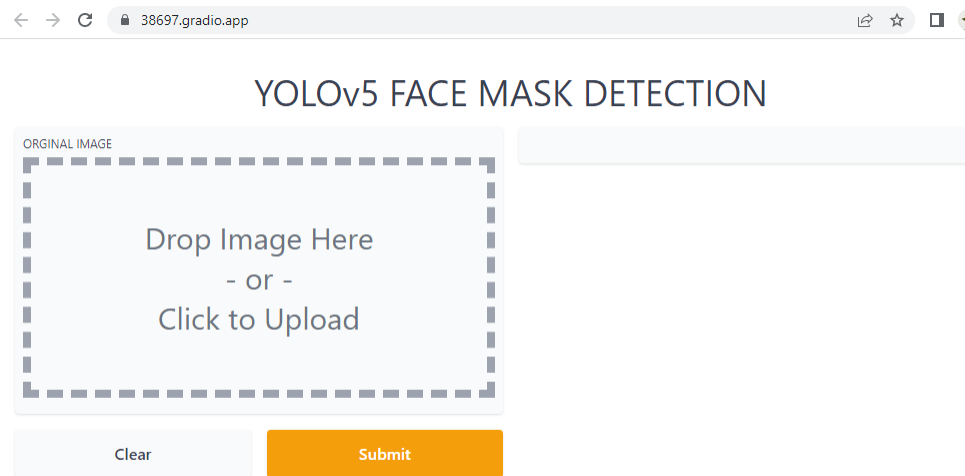 38697.gradio.app
YOLOv5 FACE MASK DETECTION
ORGINAL IMAGE
Drop Image Here
- or -
Click to Upload
Clear
Submit